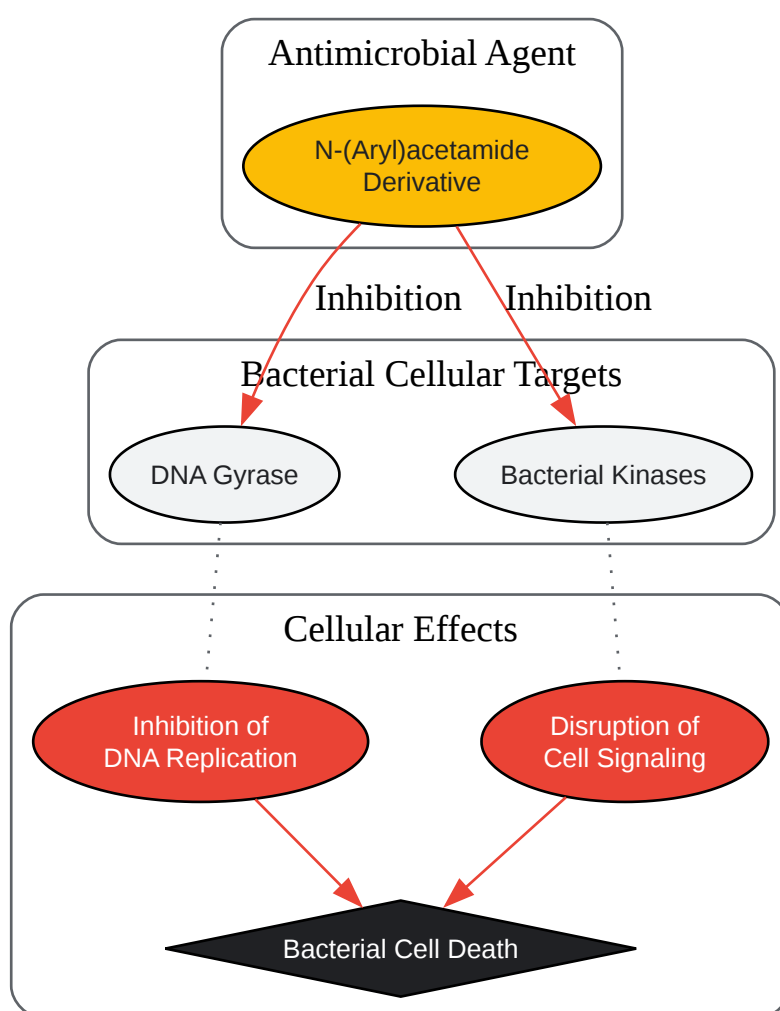 Antimicrobial Agent
N-(Aryl)acetamide
Derivative
Inhibition
Inhibition
Bacterial Cellular Targets
DNA Gyrase
Bacterial Kinases
Cellular Effects
Inhibition of
DNA Replication
Disruption of
Cell Signaling
Bacterial Cell Death